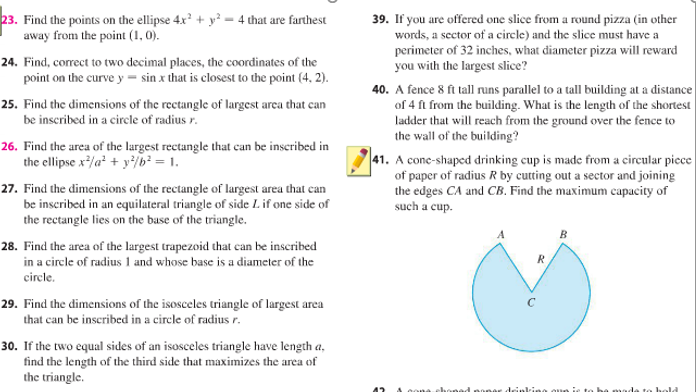 23. Find the points on the ellipse 4x² + y² = 4 that are farthest
away from the point (1, 0).
24. Find, correct to two decimal places, the coordinates of the
point on the curve y = sin x that is closest to the point (4, 2).
25. Find the dimensions of the rectangle of largest area that can
be inscribed in a circle of radius r.
26. Find the area of the largest rectangle that can be inscribed in
the ellipse x²/a² + y²/b² = 1.
27. Find the dimensions of the rectangle of largest area that can
be inscribed in an equilateral triangle of side L if one side of
the rectangle lies on the base of the triangle.
28. Find the area of the largest trapezoid that can be inscribed
in a circle of radius 1 and whose base is a diameter of the
circle.
29. Find the dimensions of the isosceles triangle of largest area
that can be inscribed in a circle of radius r.
30. If the two equal sides of an isosceles triangle have length a,
find the length of the third side that maximizes the area of
the triangle.
39. If you are offered one slice from a round pizza (in other
words, a sector of a circle) and the slice must have a
perimeter of 32 inches, what diameter pizza will reward
you with the largest slice?
40. A fence 8 ft tall runs parallel to a tall building at a distance
of 4 ft from the building. What is the length of the shortest
ladder that will reach from the ground over the fence to
the wall of the building?
41. A cone-shaped drinking cup is made from a circular piece
of paper of radius R by cutting out a sector and joining
the edges CA and CB. Find the maximum capacity of
such a cup.
A B
R
C
42. A cone-shaped paper drinking cup is to be made to hold